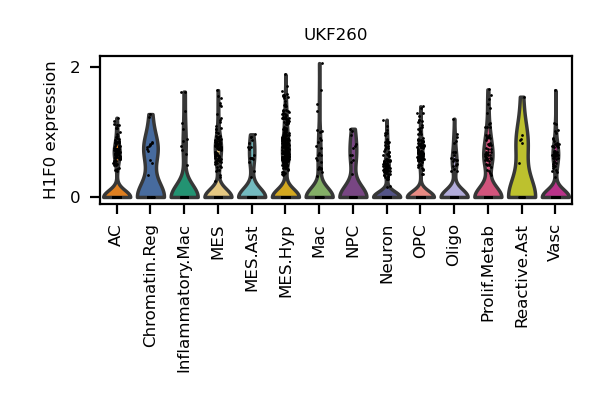 UKF260
H1F0 expression
2
0
AC
Chromatin.Reg
Inflammatory.Mac
MES
MES.Ast
MES.Hyp
Mac
NPC
Neuron
OPC
Oligo
Prolif.Metab
Reactive.Ast
Vasc